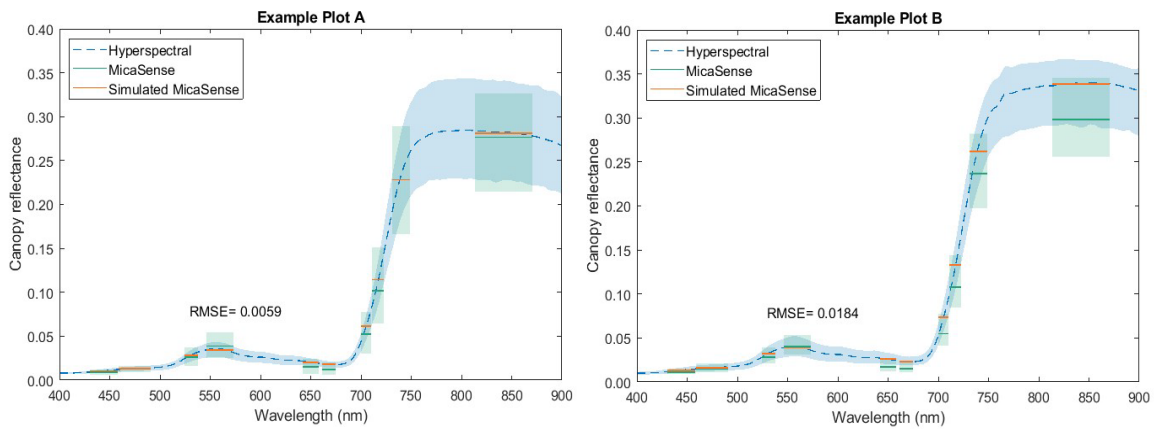 Example Plot A
0.40
0.35
0.30
0.25
0.20
0.15
0.10
0.05
0.00
Canopy reflectance
Hyperspectral
MicaSense
Simulated MicaSense
RMSE= 0.0059
400 450 500 550 600 650 700 750 800 850 900
Wavelength (nm)
Example Plot B
0.40
0.35
0.30
0.25
0.20
0.15
0.10
0.05
0.00
Canopy reflectance
Hyperspectral
MicaSense
Simulated MicaSense
RMSE= 0.0184
400 450 500 550 600 650 700 750 800 850 900
Wavelength (nm)